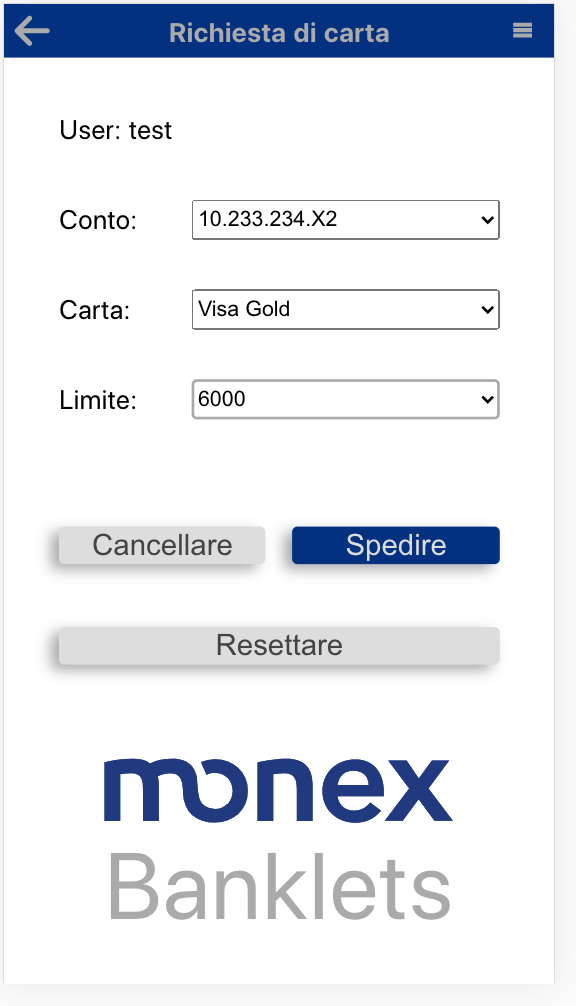 Richiesta di carta
User: test
Conto: 10.233.234.X2
Carta: Visa Gold
Limite: 6000
Cancellare Spedire
Resettare
monex
Banklets